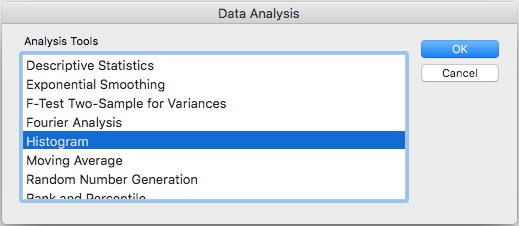 Data Analysis
Analysis Tools
Descriptive Statistics
Exponential Smoothing
F-Test Two-Sample for Variances
Fourier Analysis
Histogram
Moving Average
Random Number Generation
Rank and Percentile
OK
Cancel